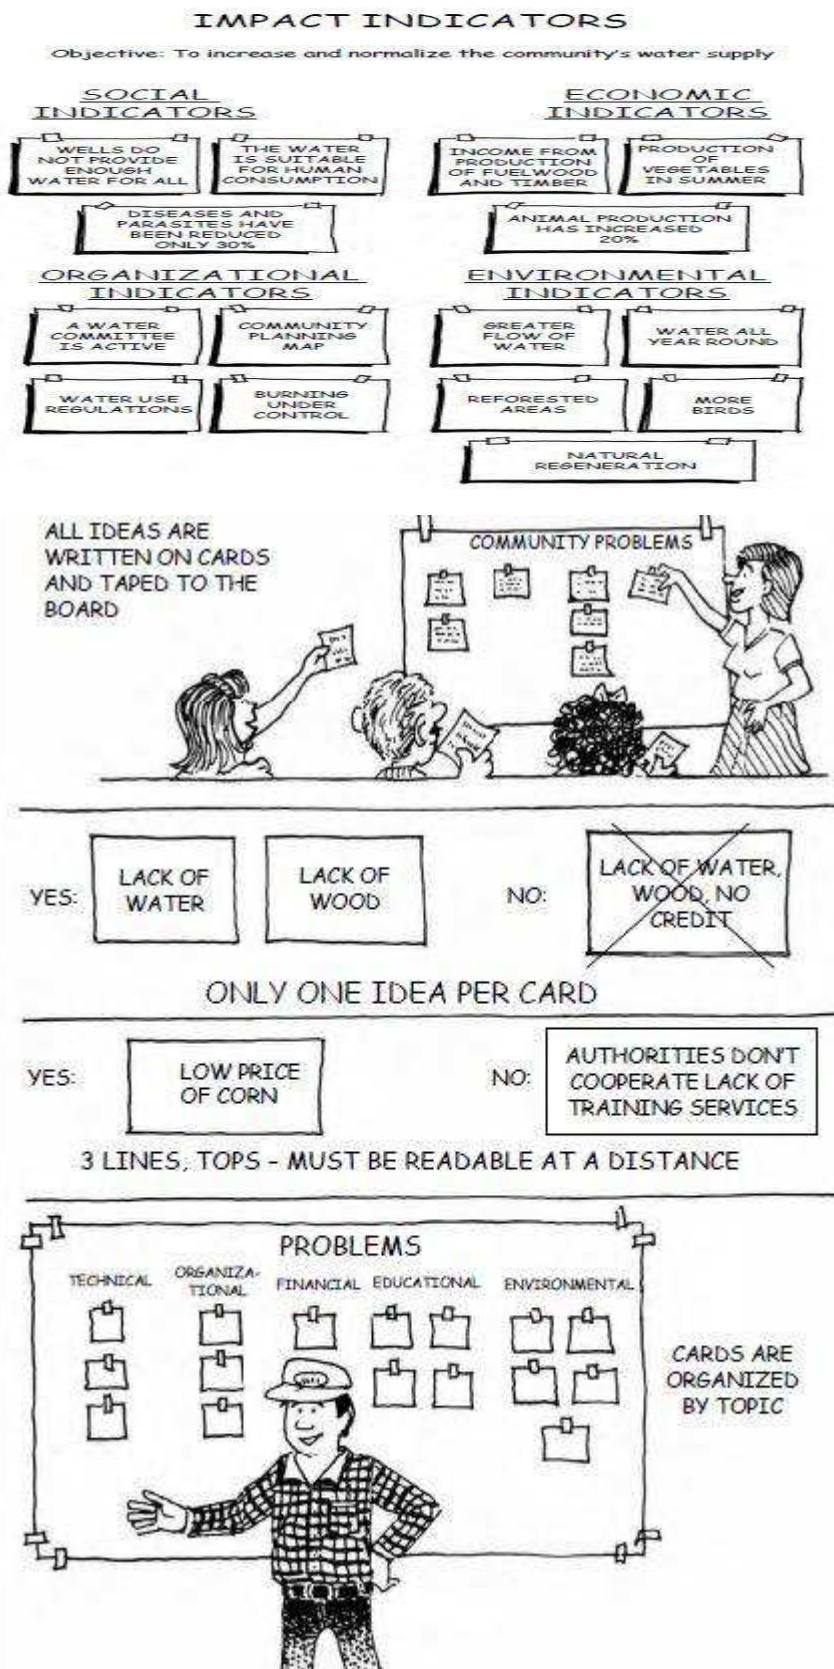 IMPACT INDICATORS
Objective: To increase and normalize the community's water supply
SOCIAL
INDICATORS
WELLS DO
NOT PROVIDE
ENOUGH
WATER FOR ALL
THE WATER
IS SUITABLE
FOR HUMAN
CONSUMPTION
DISEASES AND
PARASITES HAVE
BEEN REDUCED
ONLY 30%
ECONOMIC
INDICATORS
INCOME FROM
PRODUCTION
OF FUELWOOD
AND TIMBER
PRODUCTION
OF
VEGETABLES
IN SUMMER
ANIMAL PRODUCTION
HAS INCREASED
20%
ORGANIZATIONAL
INDICATORS
A WATER
COMMITTEE
IS ACTIVE
COMMUNITY
PLANNING
MAP
WATER USE
REGULATIONS
BURNING
UNDER
CONTROL
ENVIRONMENTAL
INDICATORS
GREATER
FLOW OF
WATER
WATER ALL
YEAR ROUND
REFORESTED
AREAS
MORE
BIRDS
NATURAL
REGENERATION
ALL IDEAS ARE
WRITTEN ON CARDS
AND TAPED TO THE
BOARD
COMMUNITY PROBLEMS
YES:
LACK OF
WATER
LACK OF
WOOD
NO:
LACK OF WATER,
WOOD, NO
CREDIT
ONLY ONE IDEA PER CARD
YES:
LOW PRICE
OF CORN
NO:
AUTHORITIES DON'T
COOPERATE LACK OF
TRAINING SERVICES
3 LINES, TOPS - MUST BE READABLE AT A DISTANCE
PROBLEMS
TECHNICAL
ORGANIZA-
TIONAL
FINANCIAL
EDUCATIONAL
ENVIRONMENTAL
CARDS ARE
ORGANIZED
BY TOPIC